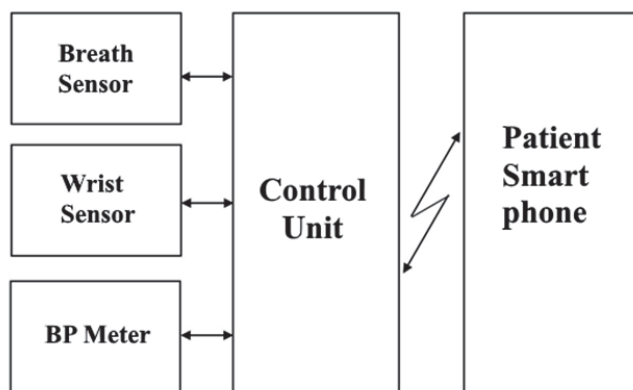 Breath
Sensor
Wrist
Sensor
BP Meter
Control
Unit
Patient
Smart
phone